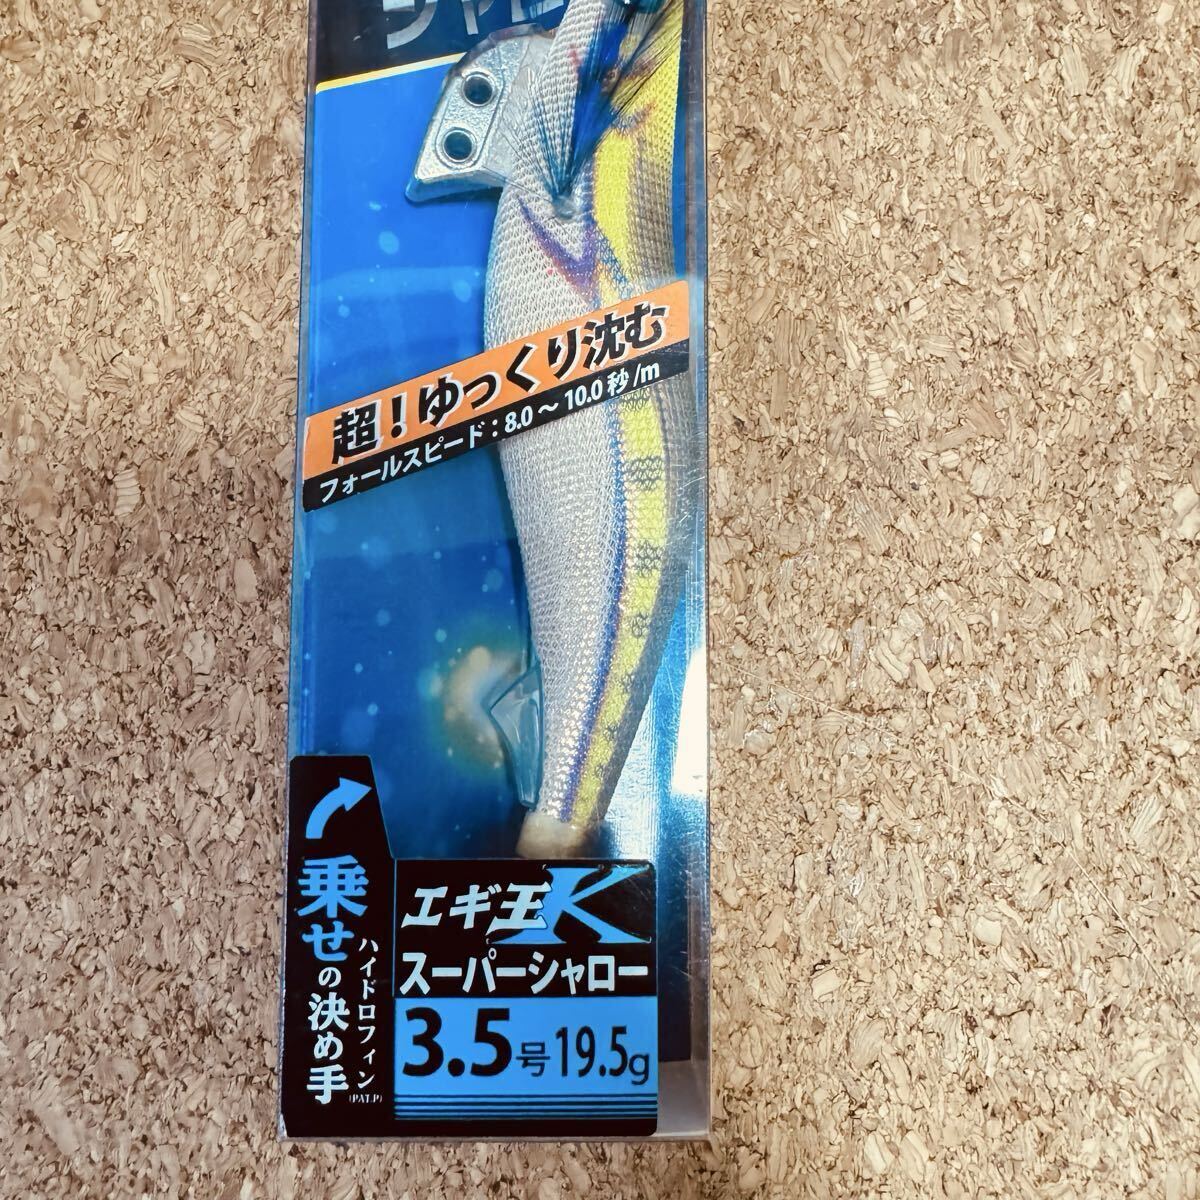 超!ゆっくり沈む
フォールスピード:8.0〜10.0秒/m
乗せの決め手
ハイドロフィン(PAT.P)
エギ王K
スーパーシャロー
3.5号19.5g